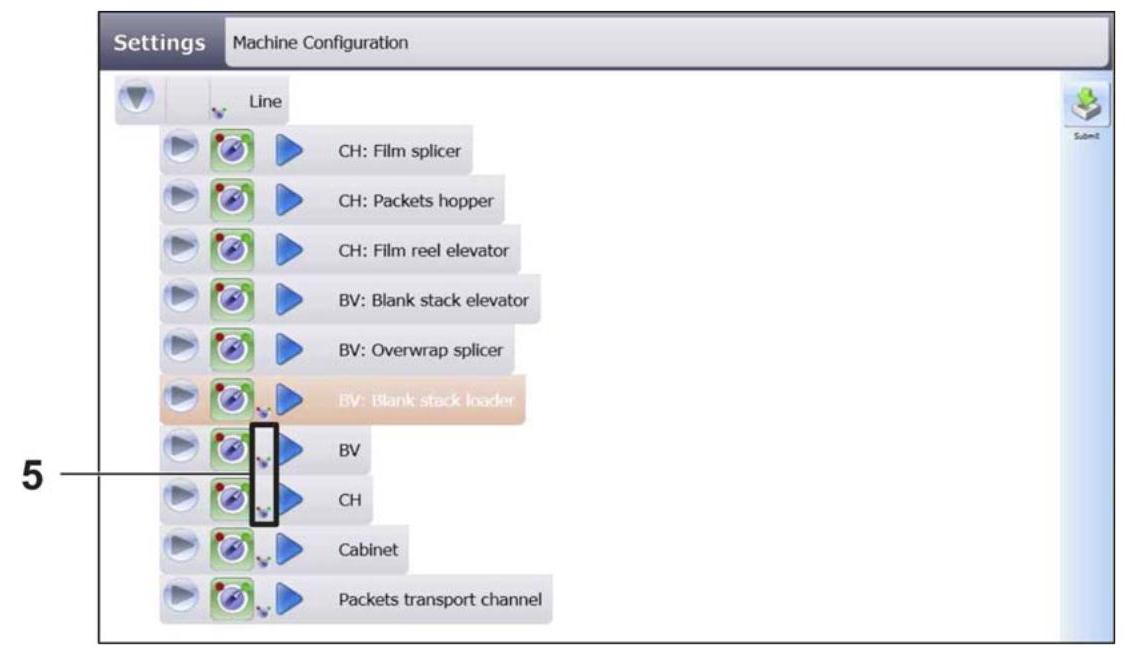 Settings Machine Configuration
Line
Submit
CH: Film splicer
CH: Packets hopper
CH: Film reel elevator
BV: Blank stack elevator
BV: Overwrap splicer
BV: Blank stack loader
BV
5
CH
Cabinet
Packets transport channel